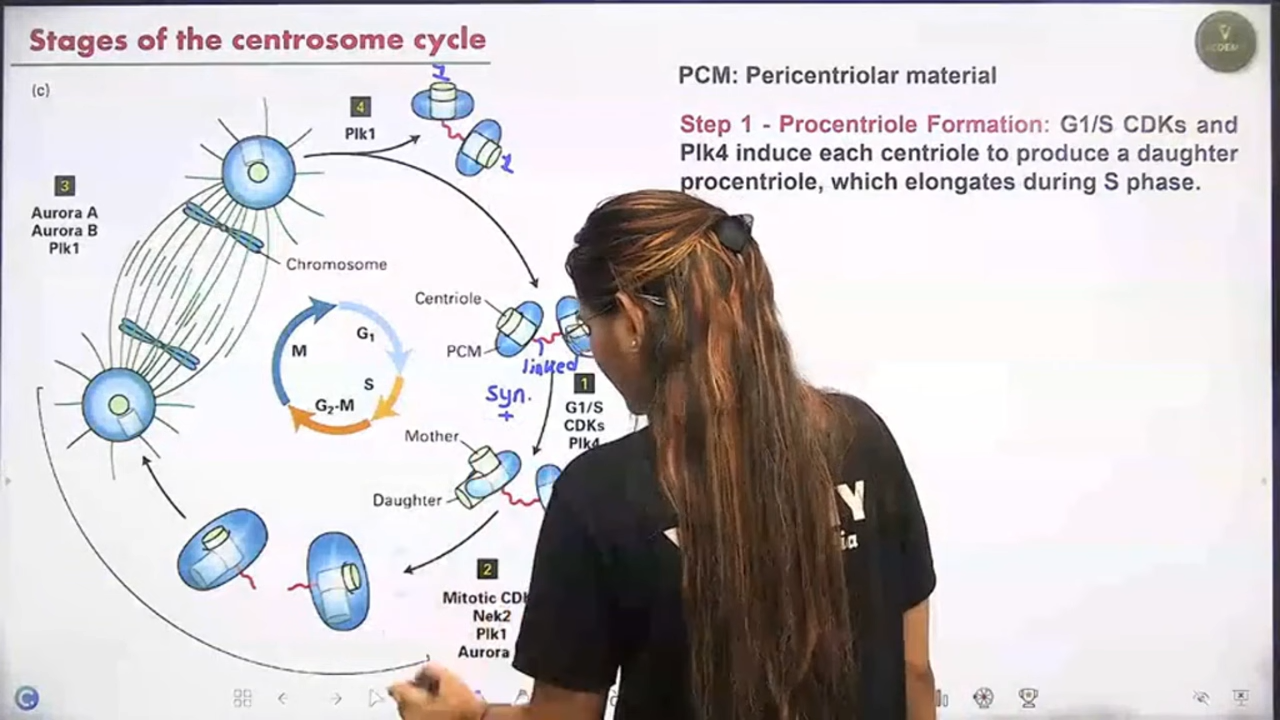 Stages of the centrosome cycle
(c)
4
Plk1
1
1
3
Aurora A
Aurora B
Plk1
Chromosome
Centriole
PCM
linked
Syn.
+
1
G1/S
CDKs
Plk4
M
G1
S
G2-M
Mother
Daughter
2
Mitotic
Nek2
Plk1
Aurora
PCM: Pericentriolar material
Step 1 - Procentriole Formation: G1/S CDKs and
Plk4 induce each centriole to produce a daughter
procentriole, which elongates during S phase.